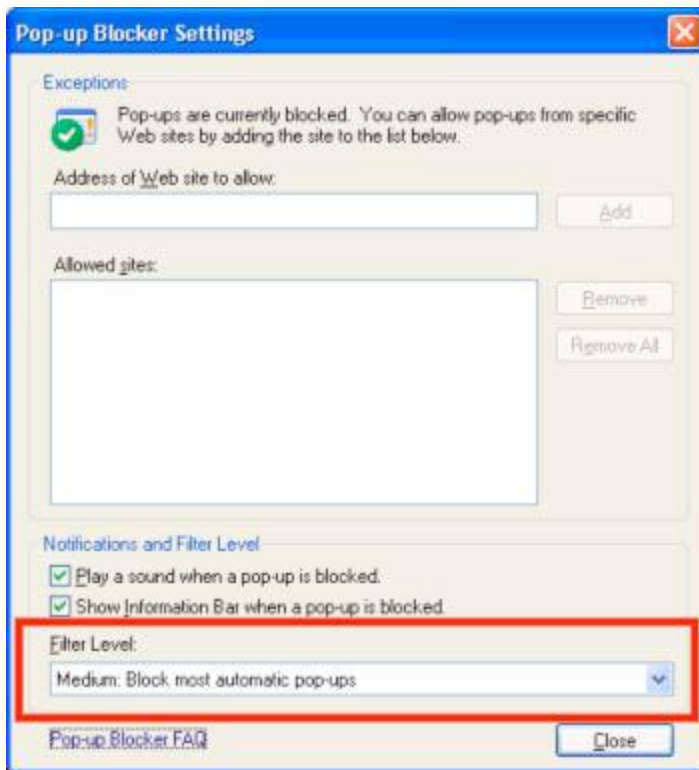 Pop-up Blocker Settings
Exceptions
Pop-ups are currently blocked. You can allow pop-ups from specific
Web sites by adding the site to the list below.
Address of Web site to allow:
Add
Allowed sites:
Remove
Remove All
Notifications and Filter Level
Play a sound when a pop-up is blocked.
Show Information Bar when a pop-up is blocked.
Filter Level:
Medium: Block most automatic pop-ups
Pop-up Blocker FAQ
Close